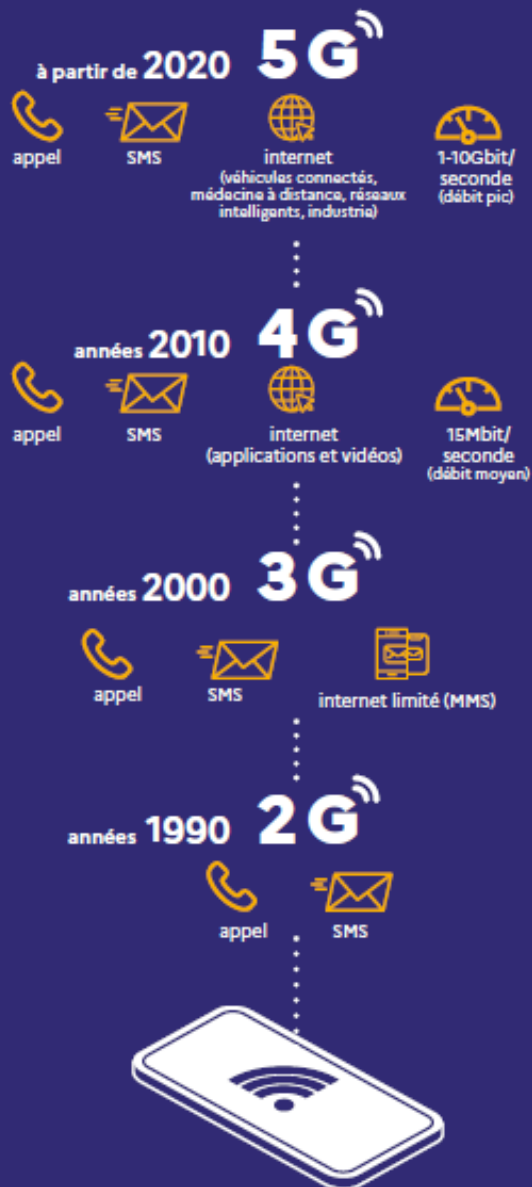 à partir de 2020 5G
appel SMS internet 1-10Gbit/
(véhicules connectés, seconde
médecine à distance, réseaux (débit pic)
intelligents, industrie)
années 2010 4G
appel SMS internet 15Mbit/
(applications et vidéos) seconde
(débit moyen)
années 2000 3G
appel SMS internet limité (MMS)
années 1990 2G
appel SMS